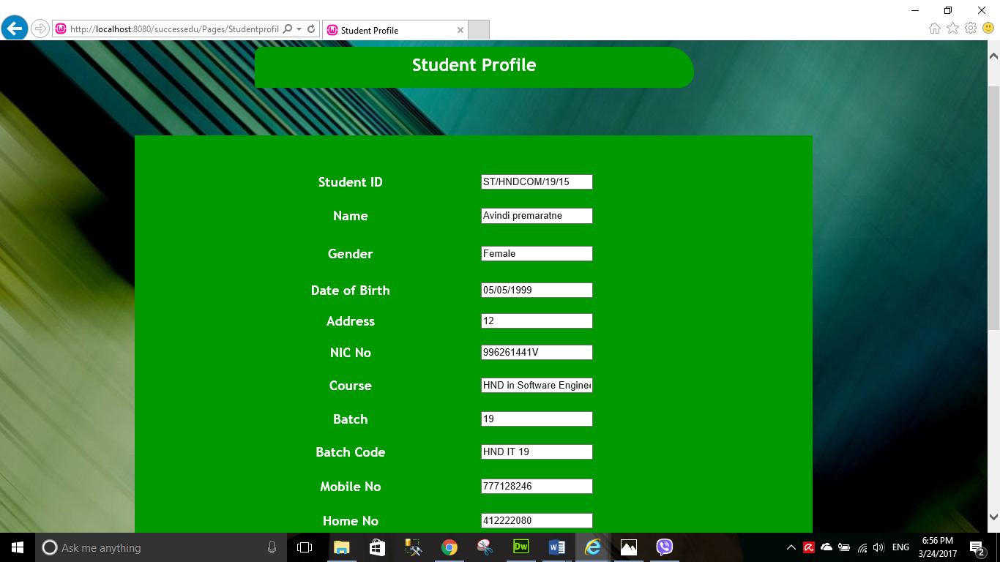 http://localhost:8080/successedu/Pages/Studentprofil
Student Profile
Student Profile
Student ID ST/HNDCOM/19/15
Name Avindi premaratne
Gender Female
Date of Birth 05/05/1999
Address 12
NIC No 996261441V
Course HND in Software Enginee
Batch 19
Batch Code HND IT 19
Mobile No 777128246
Home No 412222080
Ask me anything
Dw
ENG
6:56 PM
3/24/2017
2